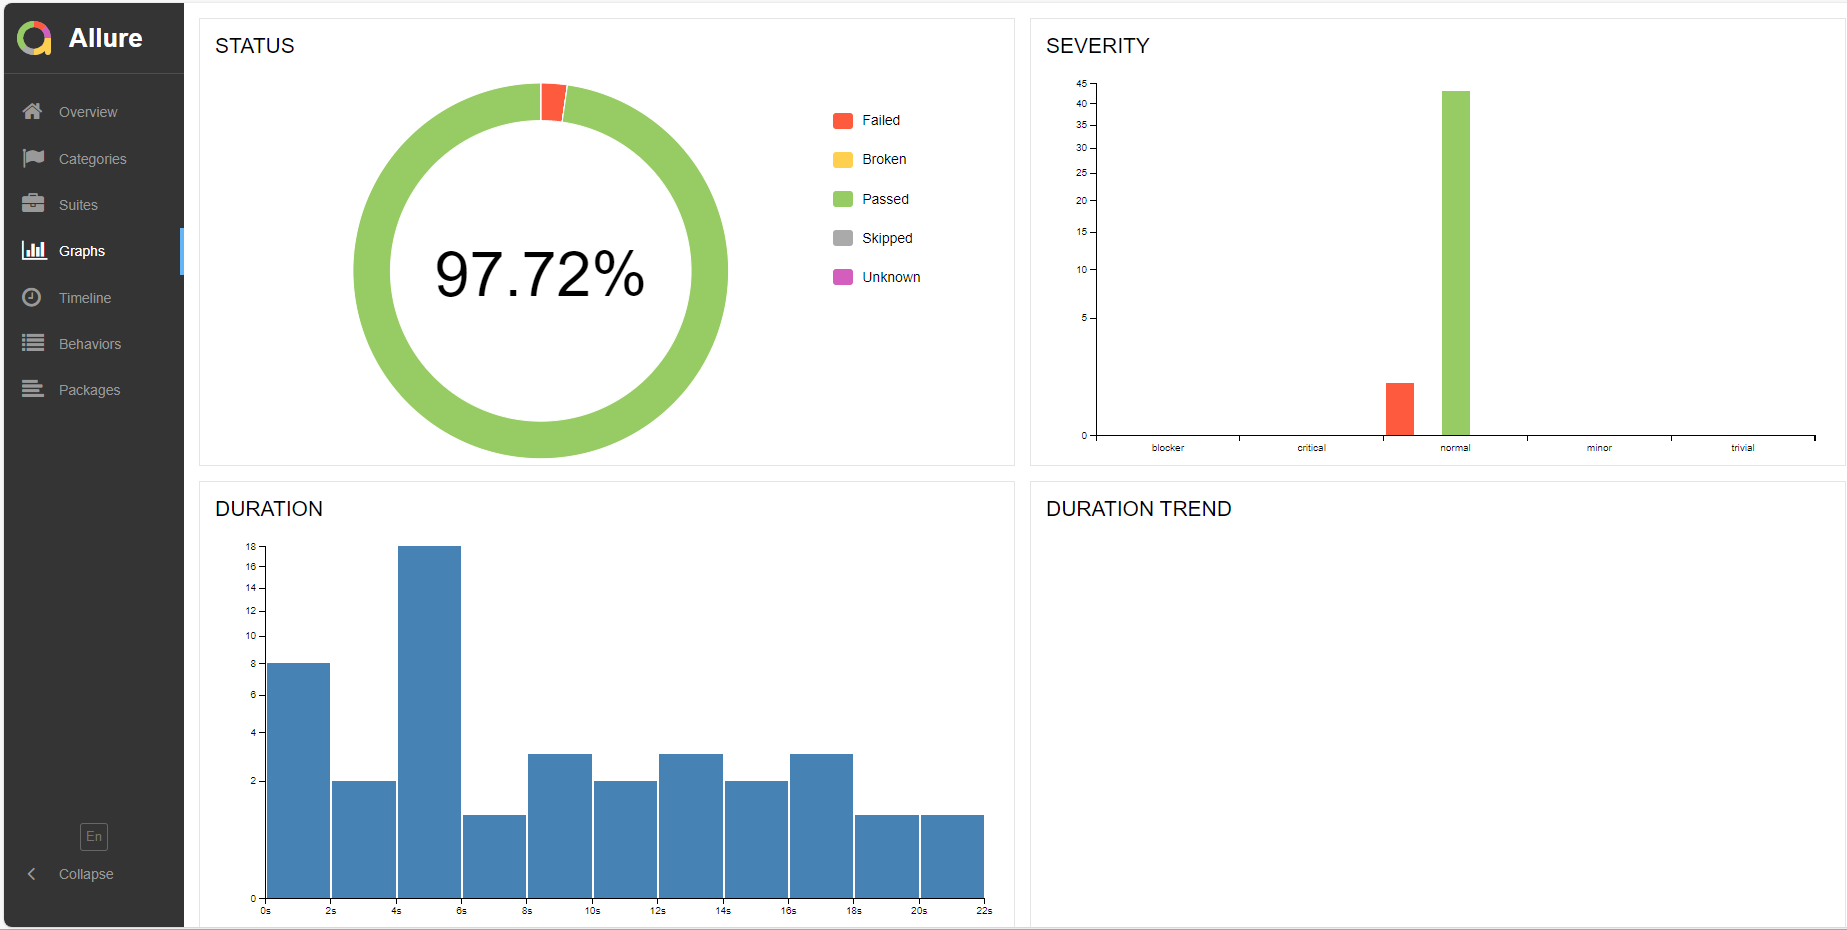 Allure
Overview
Categories
Suites
Graphs
Timeline
Behaviors
Packages
En
Collapse
STATUS
97.72%
Failed
Broken
Passed
Skipped
Unknown
SEVERITY
45
40
35
30
25
20
15
10
5
0
blocker critical normal minor trivial
DURATION
18
16
14
12
10
8
6
4
2
0
0s 2s 4s 6s 8s 10s 12s 14s 16s 18s 20s 22s
DURATION TREND